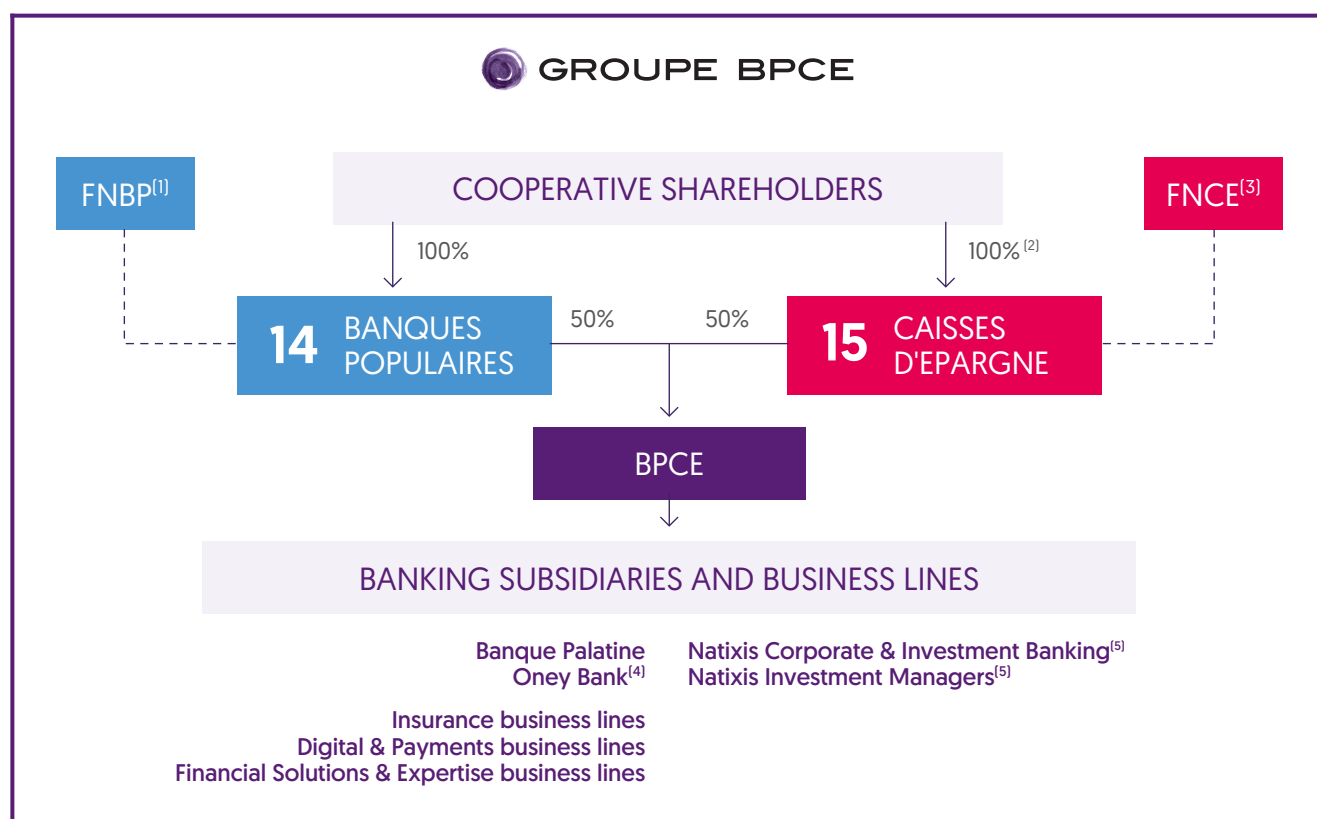 GROUPE BPCE
FNBP(1)
COOPERATIVE SHAREHOLDERS
FNCE(3)
100%
100% (2)
14 BANQUES
POPULAIRES
50%
50%
15 CAISSES
D'EPARGNE
BPCE
BANKING SUBSIDIARIES AND BUSINESS LINES
Banque Palatine
Oney Bank(4)
Natixis Corporate & Investment Banking(5)
Natixis Investment Managers(5)
Insurance business lines
Digital & Payments business lines
Financial Solutions & Expertise business lines